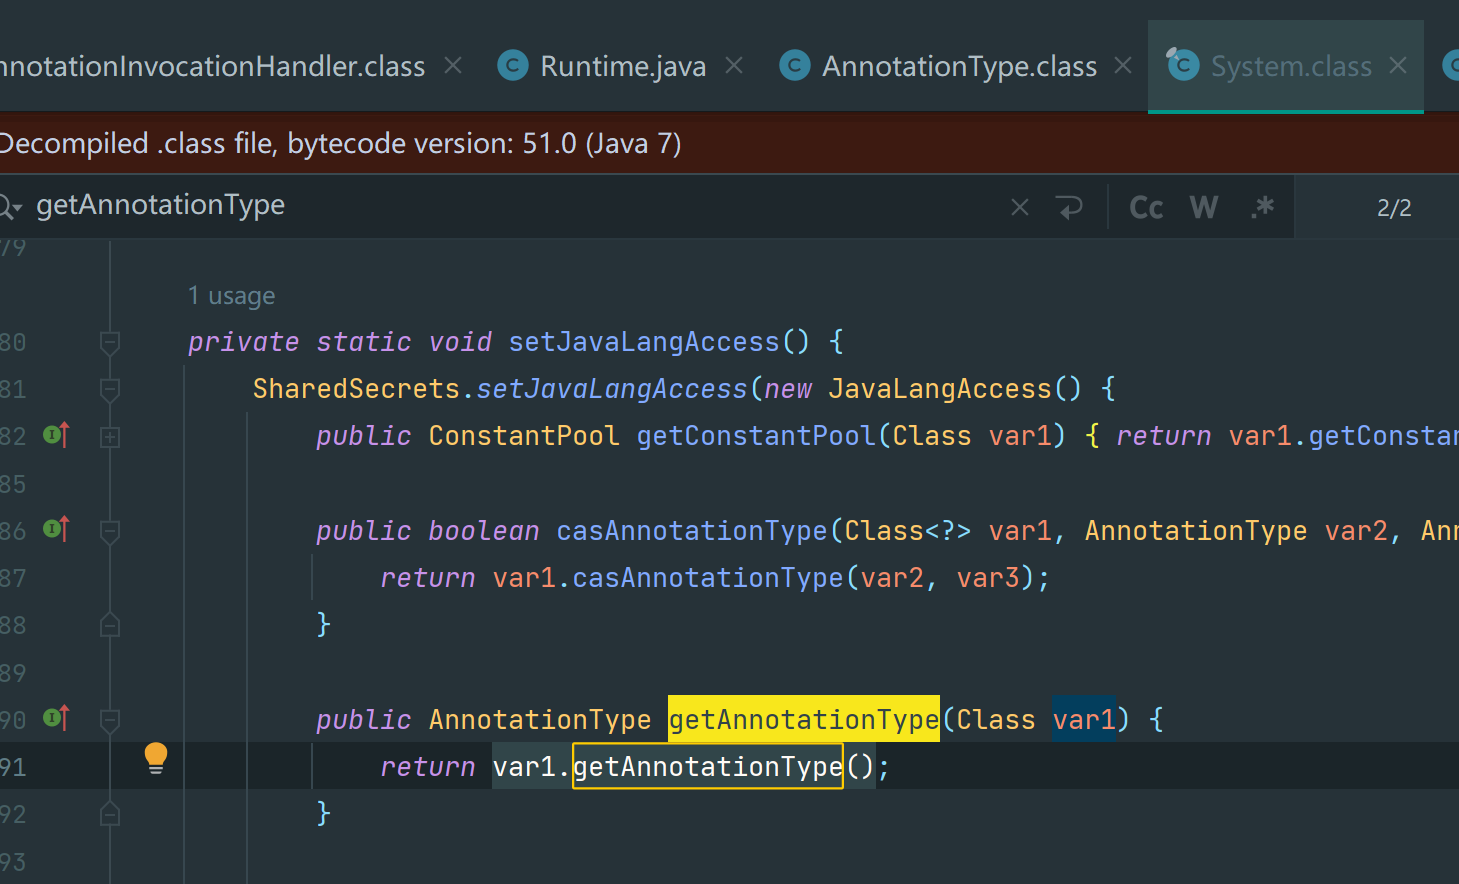 nnotationInvocationHandler.class Runtime.java AnnotationType.class System.class
Decompiled .class file, bytecode version: 51.0 (Java 7)
getAnnotationType Cc W .* 2/2
79
1 usage
80 private static void setJavaLangAccess() {
81 SharedSecrets.setJavaLangAccess(new JavaLangAccess() {
82 public ConstantPool getConstantPool(Class var1) { return var1.getConstan
85
86 public boolean casAnnotationType(Class<?> var1, AnnotationType var2, Ann
87 return var1.casAnnotationType(var2, var3);
88 }
89
90 public AnnotationType getAnnotationType(Class var1) {
91 return var1.getAnnotationType();
92 }
93